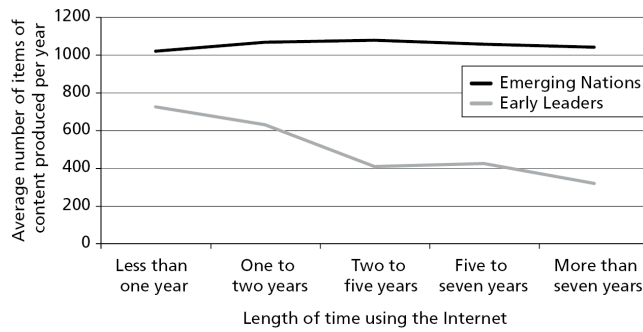 Average number of items of
content produced per year
1200
1000
800
600
400
200
0
Emerging Nations
Early Leaders
Less than
one year
One to
two years
Two to
five years
Five to
seven years
More than
seven years
Length of time using the Internet